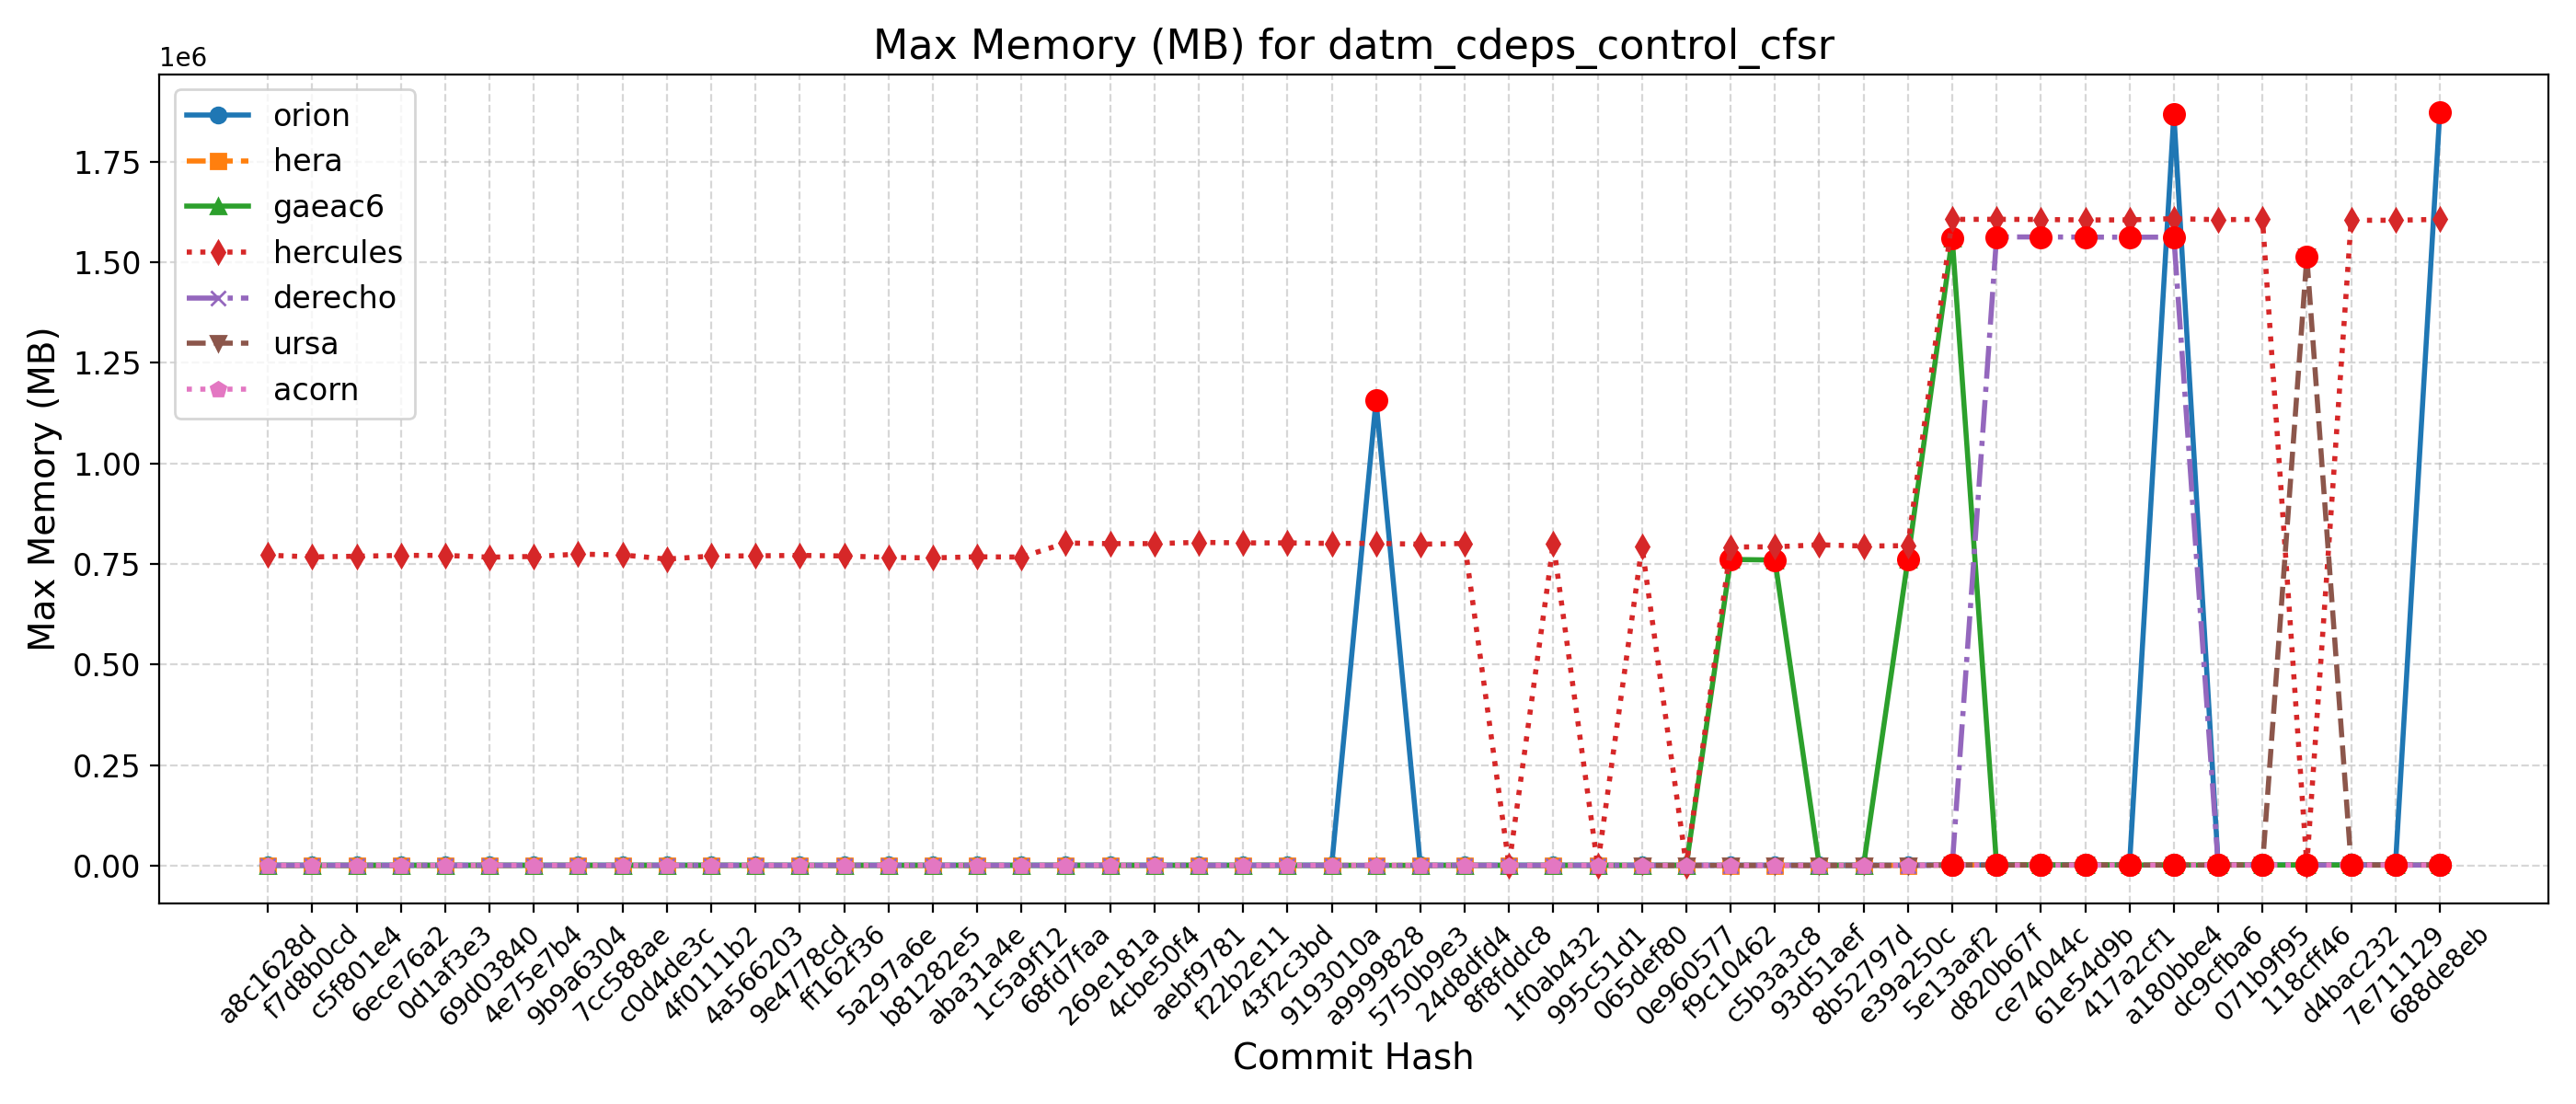 Max Memory (MB) for datm_cdeps_control_cfsr
1e6
orion
hera
gaeac6
hercules
derecho
ursa
acorn
1.75
1.50
1.25
1.00
0.75
0.50
0.25
0.00
Max Memory (MB)
a8c1628d
f7d8b0cd
c5f801e4
6ece76a2
0d1af3e3
69d03840
4e75e7b4
9b9a6304
7cc588ae
c0d4de3c
4f0111b2
4a566203
9e4778cd
ff162f36
5a297a6e
b81282e5
aba31a4e
1c5a9f12
68fd7faa
269e181a
4cbe50f4
aebf9781
f22b2e11
43f2c3bd
9193010a
a9999828
5750b9e3
24d8dfd4
8f8fddc8
1f0ab432
995c51d1
065def80
0e960577
f9c10462
c5b3a3c8
93d51aef
8b52797d
e39a250c
5e13aaf2
d820b67f
ce74044c
61e54d9b
417a2cf1
a180bbe4
dc9cfba6
071b9f95
118cff46
d4bac232
7e711129
688de8eb
Commit Hash